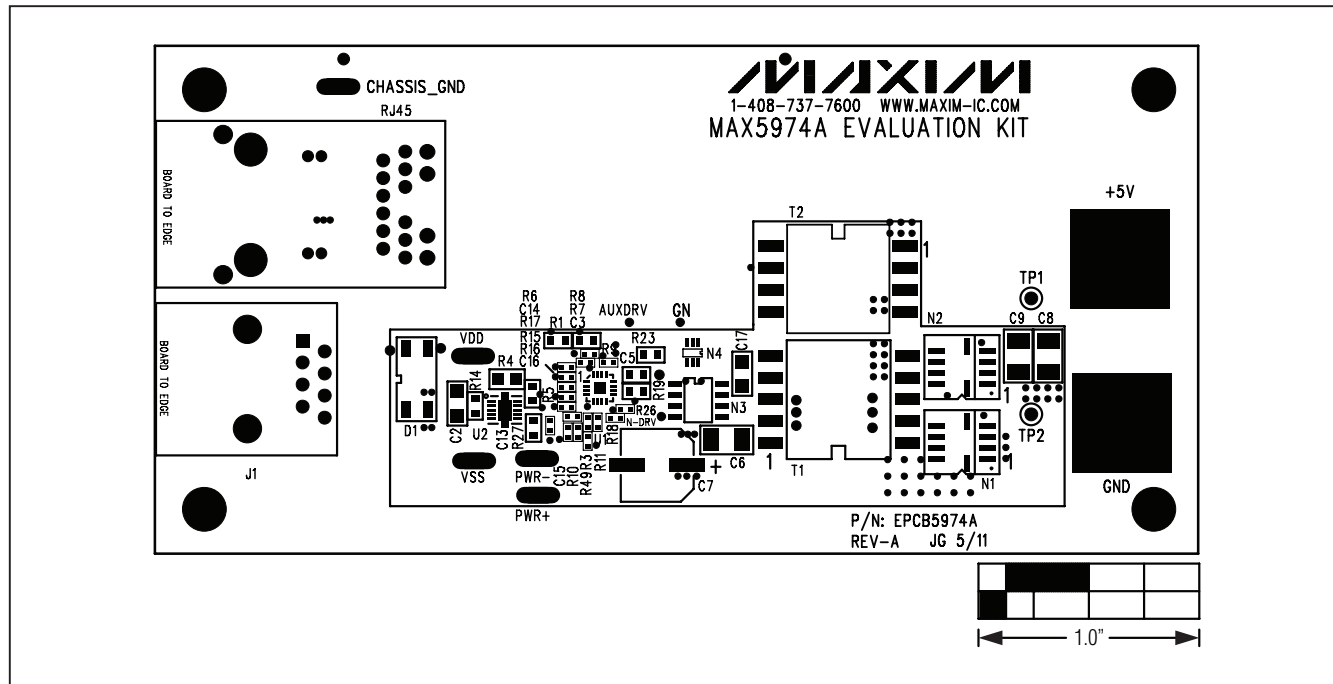 CHASSIS_GND
MAXIM
1-408-737-7600 WWW.MAXIM-IC.COM
MAX5974A EVALUATION KIT
RJ45
BOARD TO EDGE
+5V
T2
1
TP1
R6
C14
R17
R15
R16
C16
R8
R7
C3
R1
AUXDRV
GN
R23
N2
C9
C8
VDD
R4
C5
N4
C17
1
R14
R5
R19
N3
1
R26
N-DRV
R18
D1
C2
U2
C13
R27
BOARD TO EDGE
J1
VSS
PWR-
PWR+
C15
R10
R49
R3
R11
+
C7
C6
1
T1
1
N1
TP2
GND
P/N: EPCB5974A
REV-A JG 5/11
1.0"